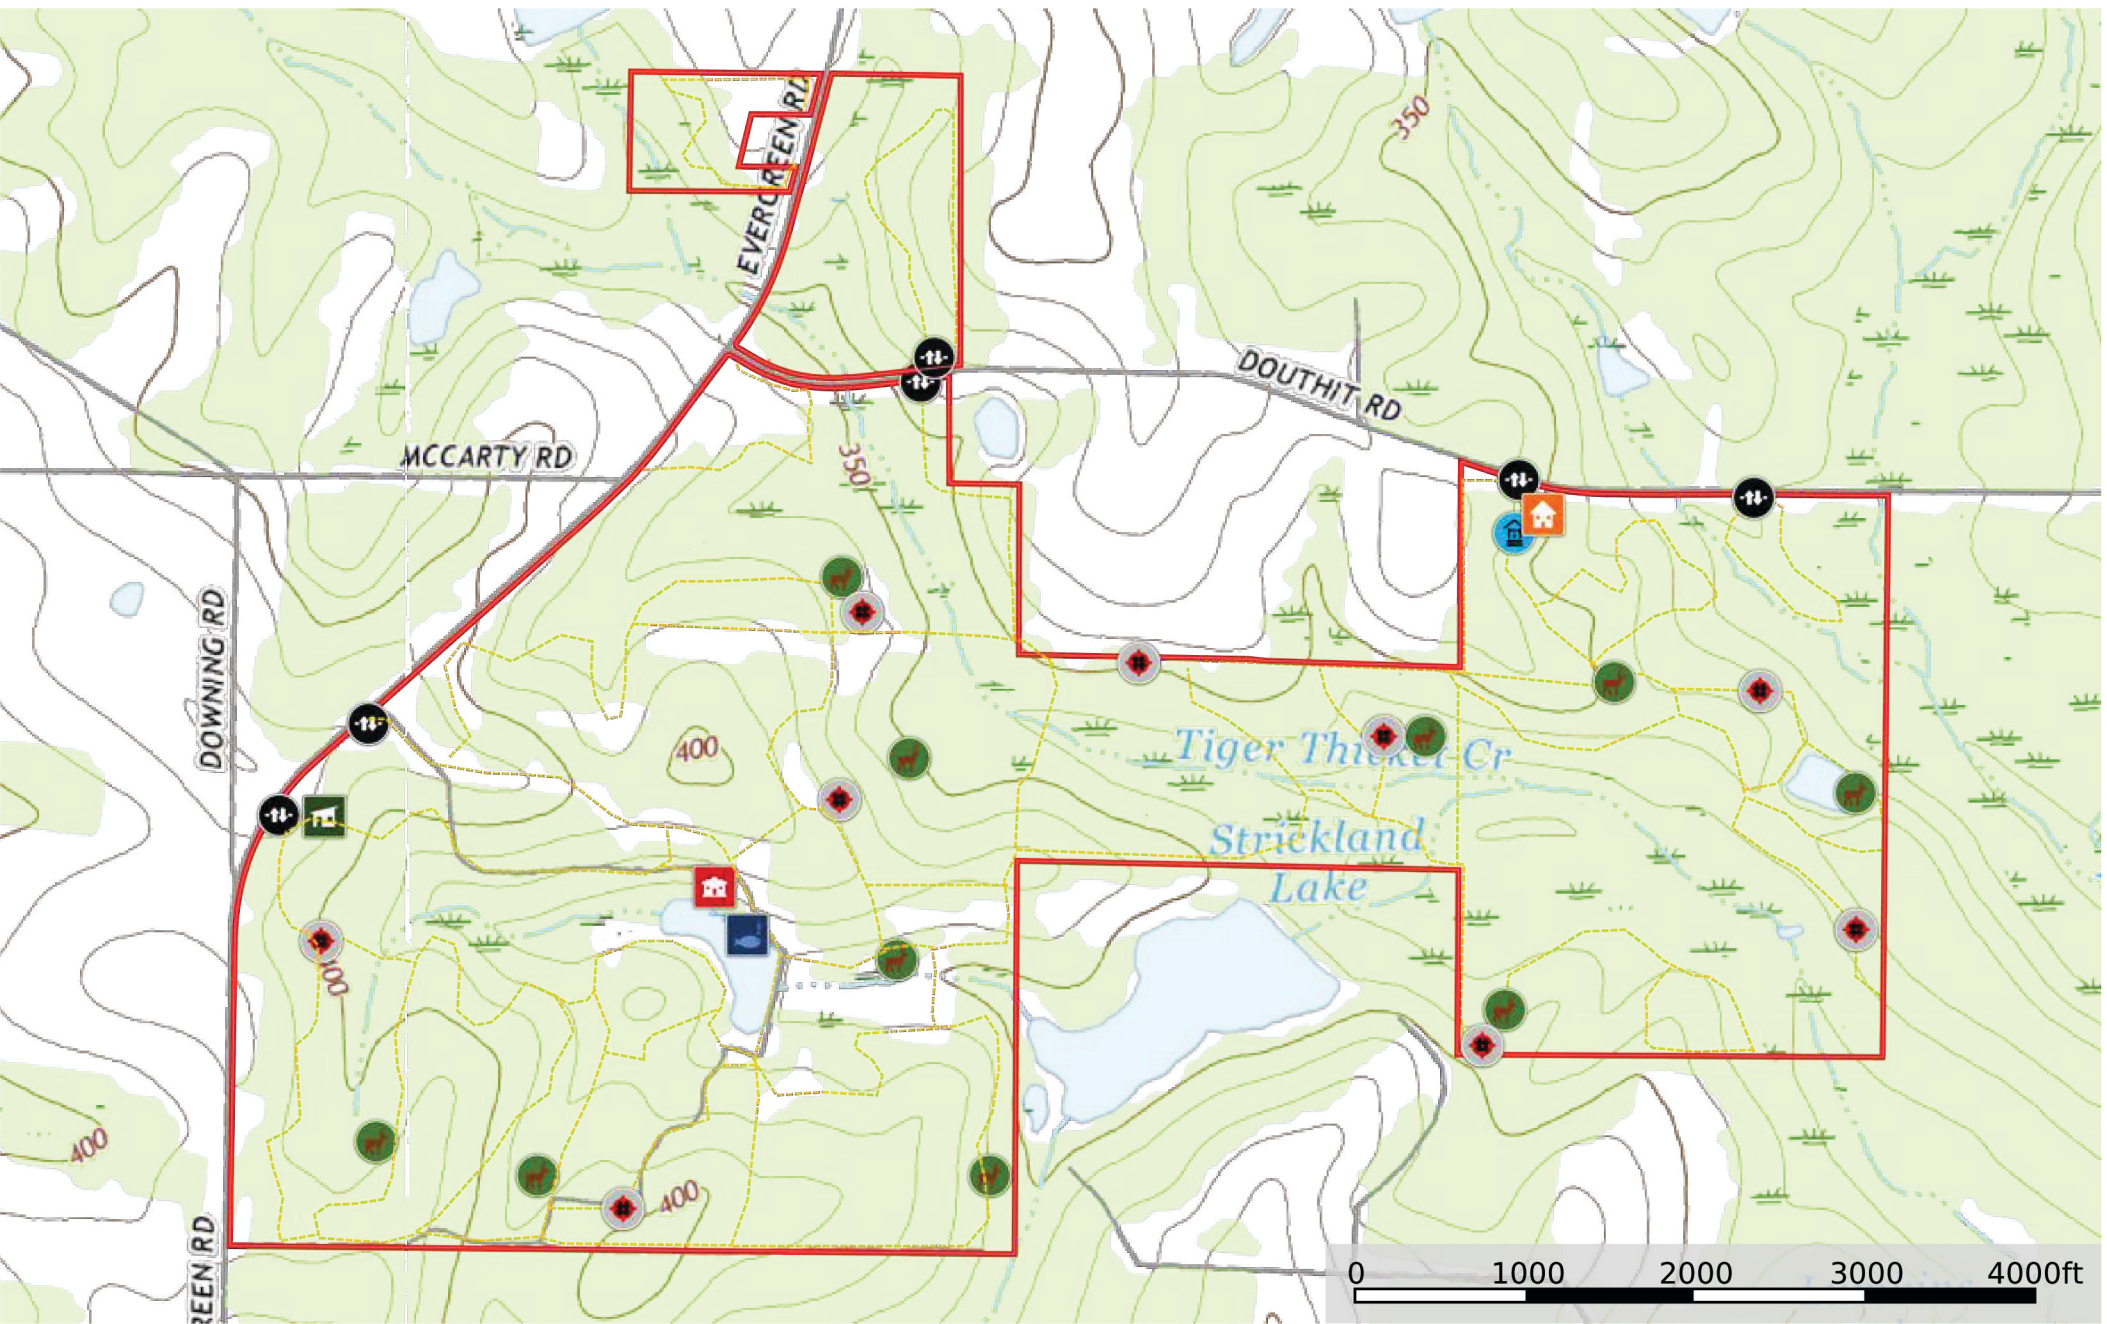 EVERGREEN RD
350
DOUTHIT RD
MCCARTY RD
350
DOWNING RD
400
Tiger Thicket Cr
Strickland
Lake
400
400
400
REEN RD
0 1000 2000 3000 4000ft